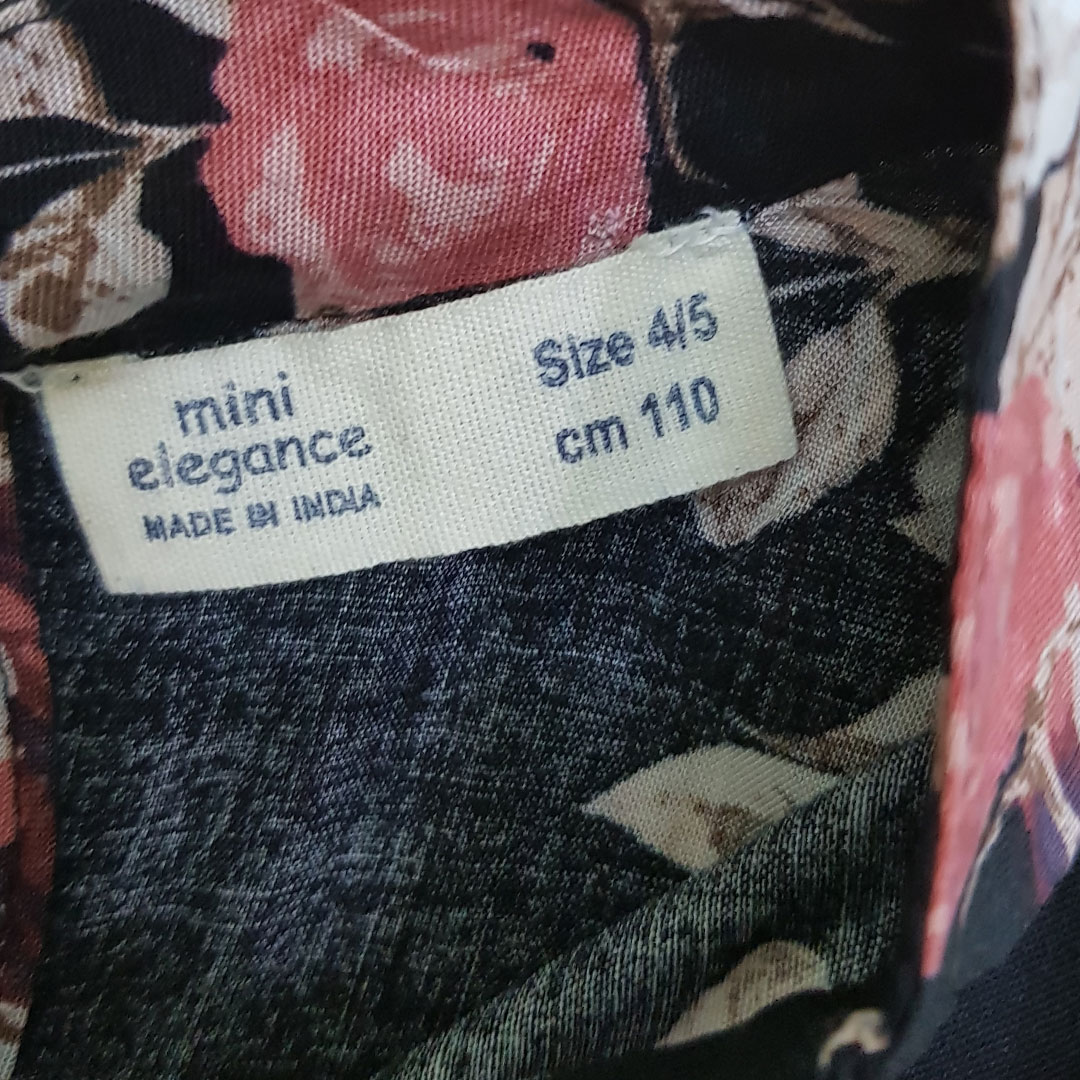 mini
elegance
MADE IN INDIA
Size 4/5
cm 110